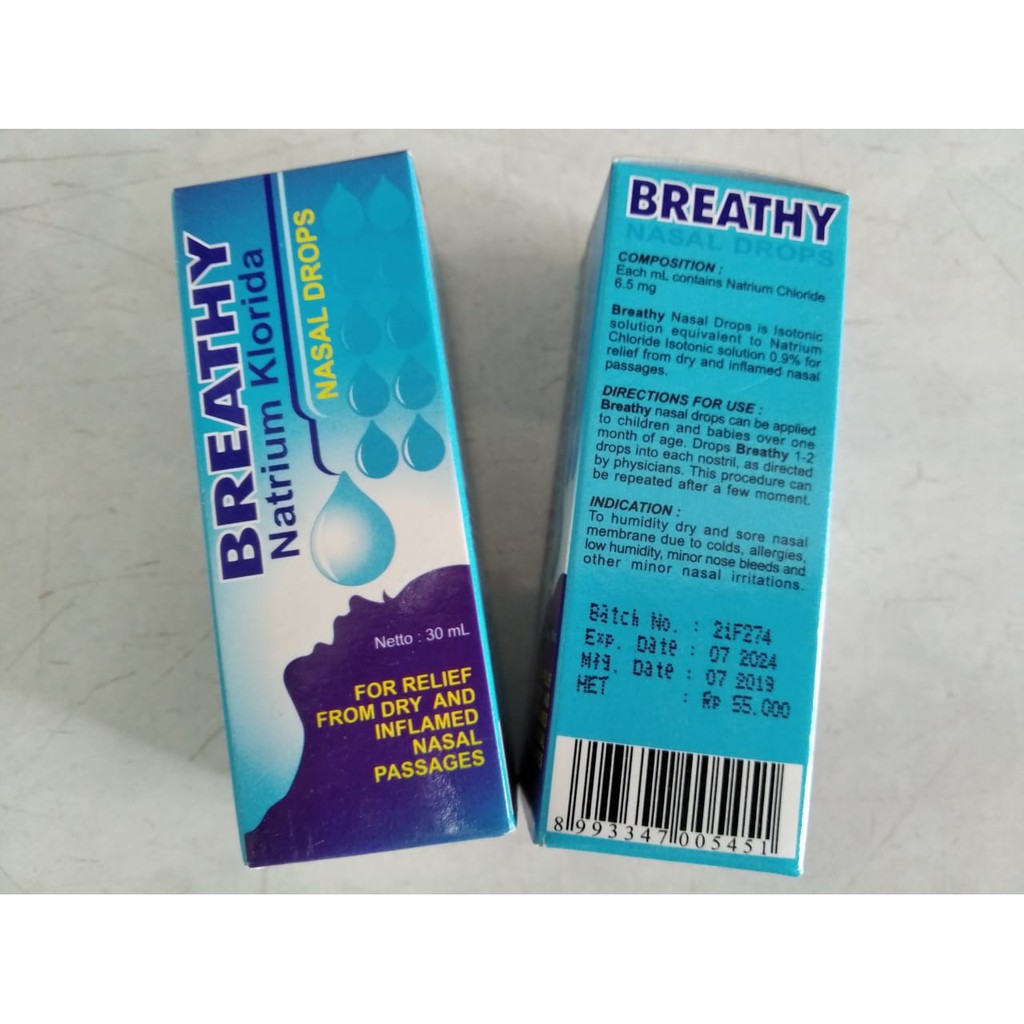 BREATHY
Natrium Klorida
NASAL DROPS
Netto : 30 mL
FOR RELIEF
FROM DRY AND
INFLAMED
NASAL
PASSAGES
BREATHY
NASAL DROPS
COMPOSITION :
Each mL contains Natrium Chloride
6.5 mg
Breathy Nasal Drops is Isotonic
solution equivalent to Natrium
Chloride Isotonic solution 0.9% for
relief from dry and inflamed nasal
passages.
DIRECTIONS FOR USE :
Breathy nasal drops can be applied
to children and babies over one
month of age. Drops Breathy 1-2
drops into each nostril, as directed
by physicians. This procedure can
be repeated after a few moment.
INDICATION :
To humidity dry and sore nasal
membrane due to colds, allergies,
low humidity, minor nose bleeds and
other minor nasal irritations.
Batch No. : 21F274
Exp. Date : 07 2024
Mfg. Date : 07 2019
HET : Rp 55.000
8 993347 005451